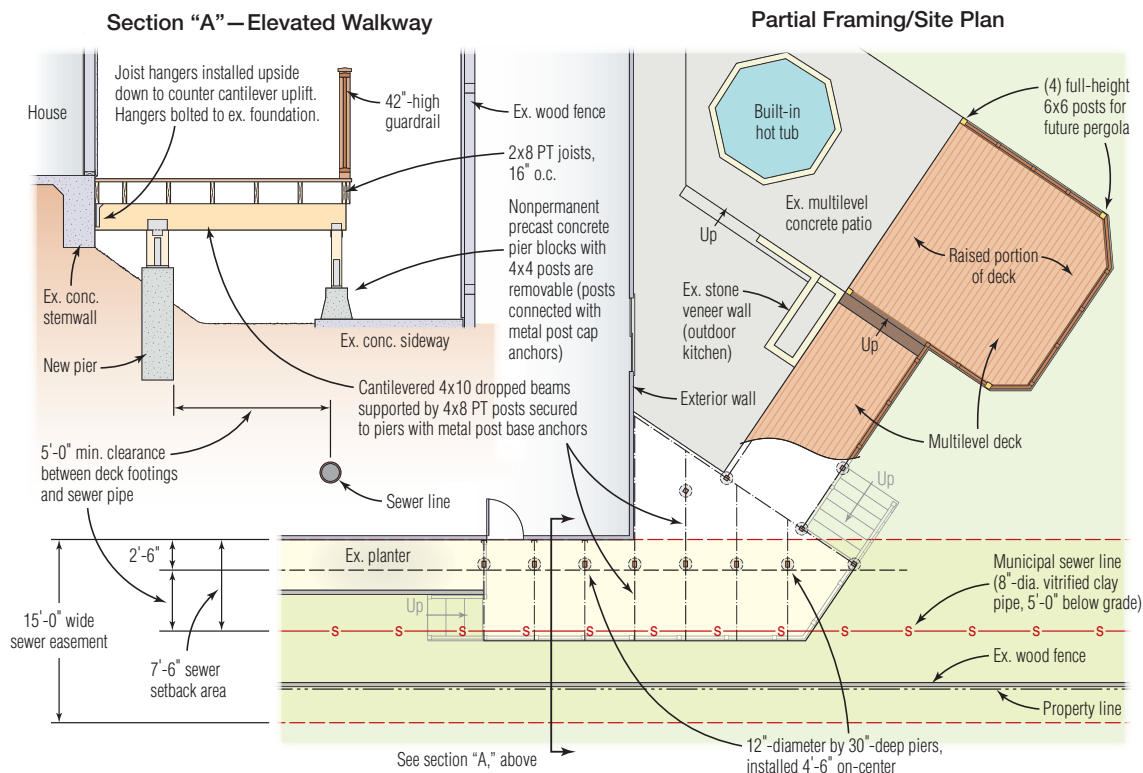 Section “A”—Elevated Walkway
Partial Framing/Site Plan
House
Joist hangers installed upside
down to counter cantilever uplift.
Hangers bolted to ex. foundation.
42"-high
guardrail
Ex. wood fence
2x8 PT joists,
16" o.c.
Nonpermanent
precast concrete
pier blocks with
4x4 posts are
removable (posts
connected with
metal post cap
anchors)
Ex. conc.
stemwall
New pier
Ex. conc. sideway
Cantilevered 4x10 dropped beams
supported by 4x8 PT posts secured
to piers with metal post base anchors
5'-0" min. clearance
between deck footings
and sewer pipe
Sewer line
Built-in
hot tub
(4) full-height
6x6 posts for
future pergola
Ex. multilevel
concrete patio
Up
Raised portion
of deck
Ex. stone
veneer wall
(outdoor
kitchen)
Up
Exterior wall
Multilevel deck
Up
2'-6"
Ex. planter
Up
15'-0" wide
sewer easement
7'-6" sewer
setback area
S S S S S S S S S S S S S
Municipal sewer line
(8"-dia. vitrified clay
pipe, 5'-0" below grade)
Ex. wood fence
Property line
See section “A,” above
12"-diameter by 30"-deep piers,
installed 4'-6" on-center